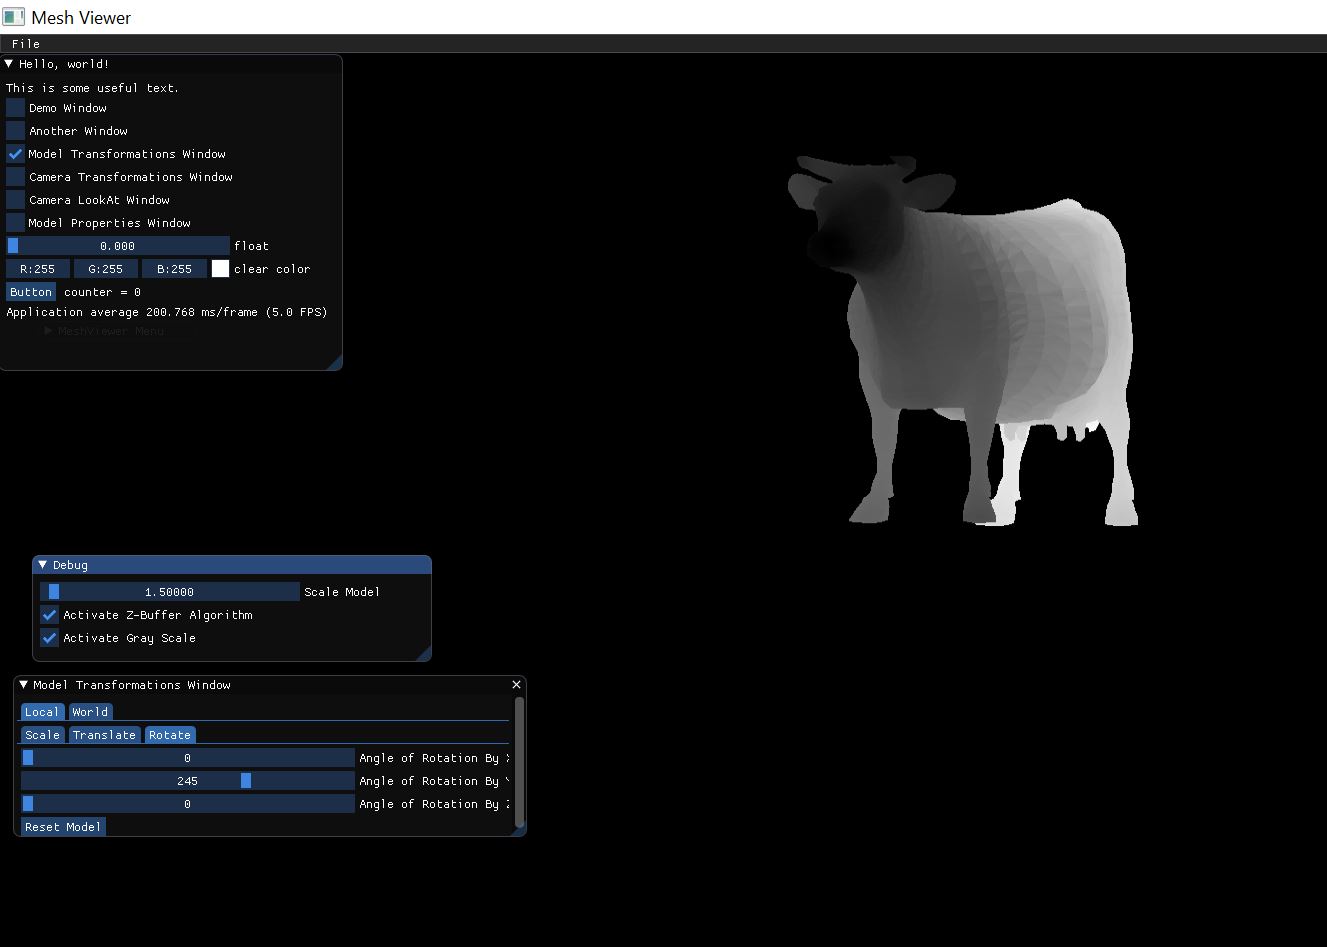 Mesh Viewer
File
Hello, world!
This is some useful text.
Demo Window
Another Window
Model Transformations Window
Camera Transformations Window
Camera LookAt Window
Model Properties Window
0.000 float
R:255 G:255 B:255 clear color
Button counter = 0
Application average 200.768 ms/frame (5.0 FPS)
MeshViewer Menu
Debug
1.50000 Scale Model
Activate Z-Buffer Algorithm
Activate Gray Scale
Model Transformations Window
Local World
Scale Translate Rotate
0 Angle of Rotation By
245 Angle of Rotation By
0 Angle of Rotation By
Reset Model